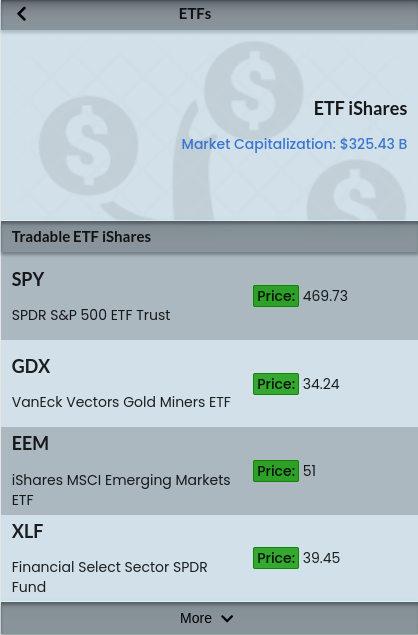 ETFs
ETF iShares
Market Capitalization: $325.43 B
Tradable ETF iShares
SPY
SPDR S&P 500 ETF Trust
Price: 469.73
GDX
VanEck Vectors Gold Miners ETF
Price: 34.24
EEM
iShares MSCI Emerging Markets
ETF
Price: 51
XLF
Financial Select Sector SPDR
Fund
Price: 39.45
More